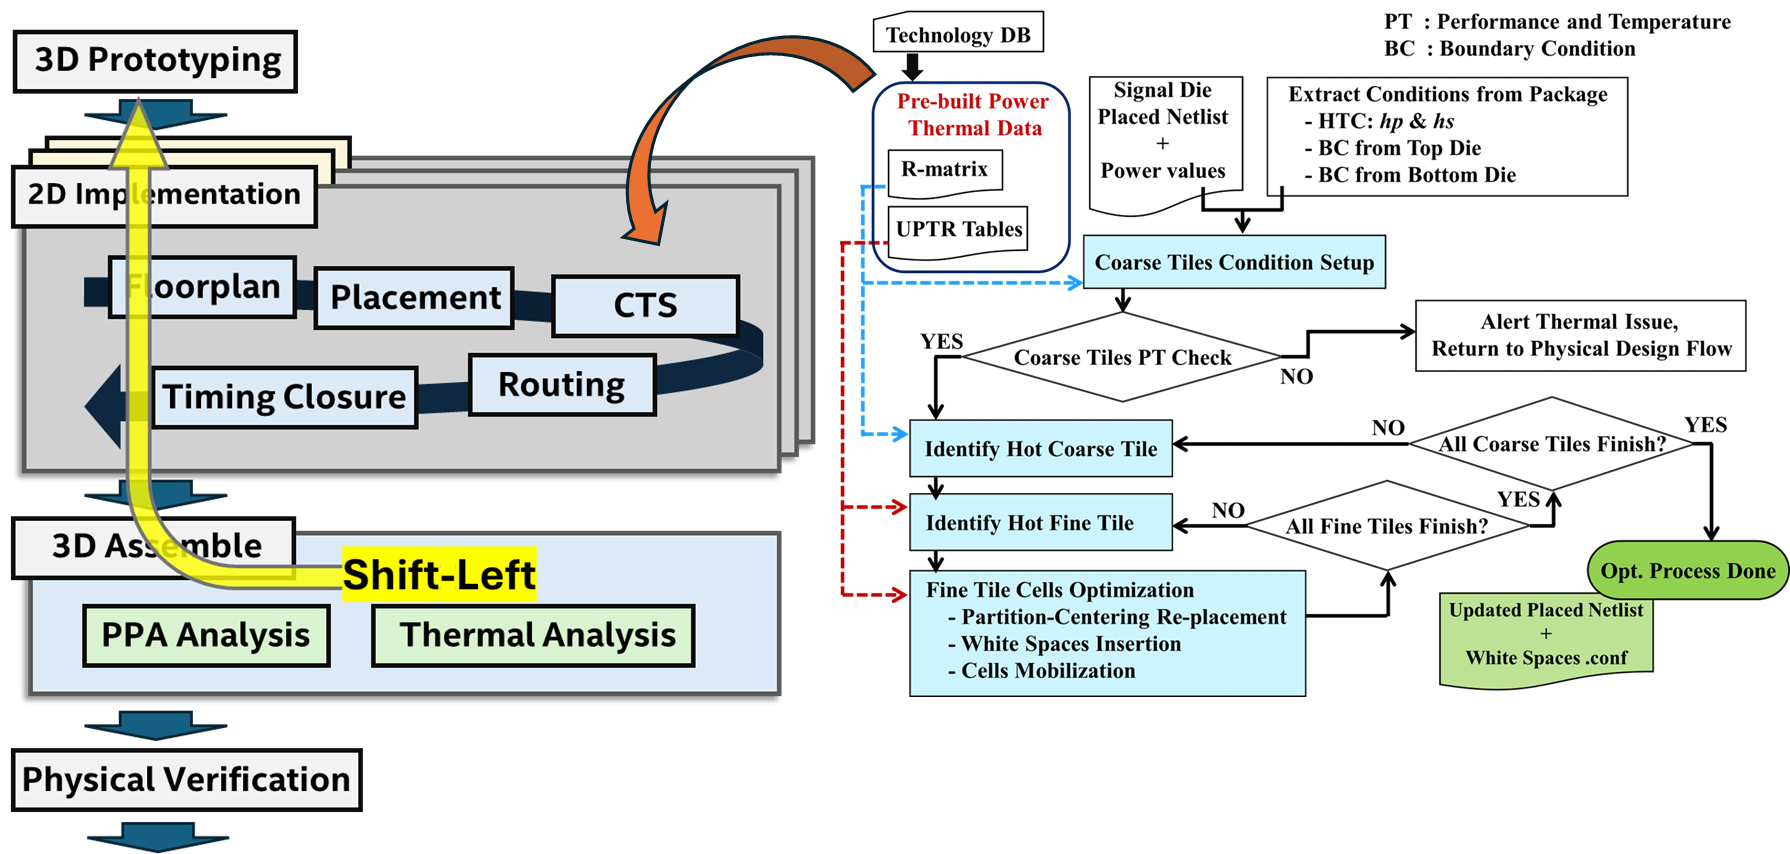 3D Prototyping
2D Implementation
Floorplan
Placement
CTS
Routing
Timing Closure
3D Assemble
Shift-Left
PPA Analysis
Thermal Analysis
Physical Verification
PT : Performance and Temperature
BC : Boundary Condition
Technology DB
Pre-built Power
Thermal Data
R-matrix
UPTR Tables
Signal Die
Placed Netlist
+
Power values
Extract Conditions from Package
- HTC: hp & hs
- BC from Top Die
- BC from Bottom Die
Coarse Tiles Condition Setup
YES
Coarse Tiles PT Check
NO
Alert Thermal Issue,
Return to Physical Design Flow
Identify Hot Coarse Tile
NO
All Coarse Tiles Finish?
YES
Identify Hot Fine Tile
NO
All Fine Tiles Finish?
YES
Fine Tile Cells Optimization
- Partition-Centering Re-placement
- White Spaces Insertion
- Cells Mobilization
Opt. Process Done
Updated Placed Netlist
+
White Spaces .conf